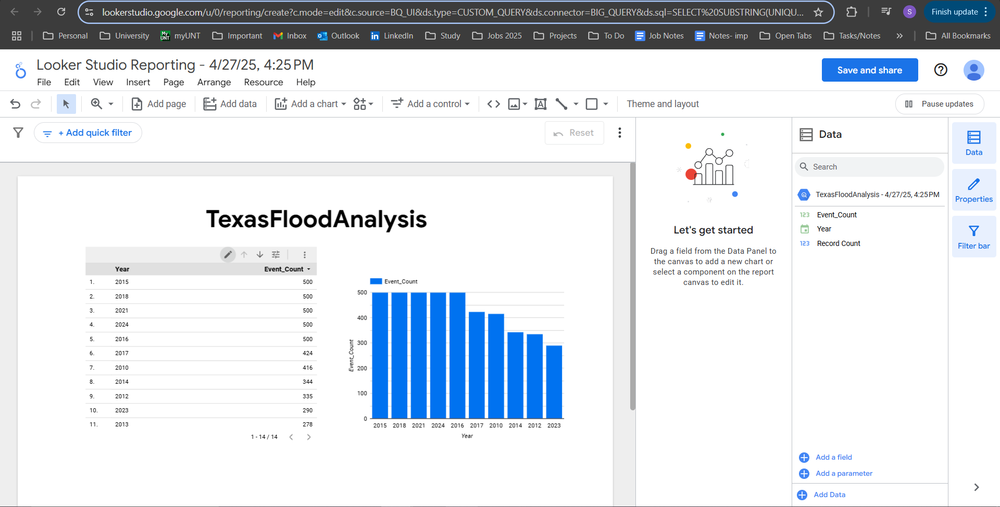 lookerstudio.google.com/u/0/reporting/create?c.mode=edit&c.source=BQ_UI&ds.type=CUSTOM_QUERY&ds.connector=BIG_QUERY&ds.sql=SELECT%20SUBSTRING(UNIQU... S Finish update
Personal University MyUNT myUNT Important Inbox Outlook LinkedIn Study Jobs 2025 Projects To Do Job Notes Notes- imp Open Tabs Tasks/Notes » All Bookmarks
Looker Studio Reporting - 4/27/25, 4:25 PM
File Edit View Insert Page Arrange Resource Help
Save and share
Add page Add data Add a chart Add a control Theme and layout Pause updates
+ Add quick filter Reset
TexasFloodAnalysis
Year Event_Count
1. 2015 500
2. 2018 500
3. 2021 500
4. 2024 500
5. 2016 500
6. 2017 424
7. 2010 416
8. 2014 344
9. 2012 335
10. 2023 290
11. 2013 278
1 - 14 / 14
Event_Count
500
400
300
200
100
0
Event_Count
2015 2018 2021 2024 2016 2017 2010 2014 2012 2023
Year
Let's get started
Drag a field from the Data Panel to
the canvas to add a new chart or
select a component on the report
canvas to edit it.
Data
Search
TexasFloodAnalysis - 4/27/25, 4:25 PM
123 Event_Count
Year
123 Record Count
Add a field
Add a parameter
Add Data
Data
Properties
Filter bar